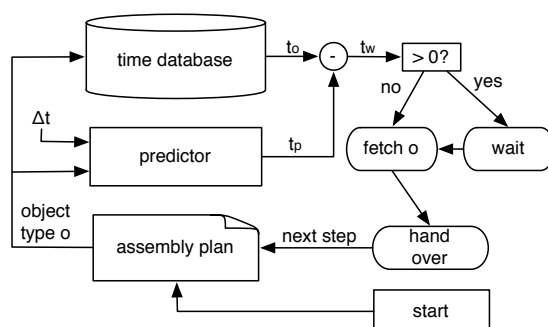 time database
to
-
tw
> 0?
no
yes
Δt
predictor
tp
fetch o
wait
object
type o
assembly plan
next step
hand
over
start